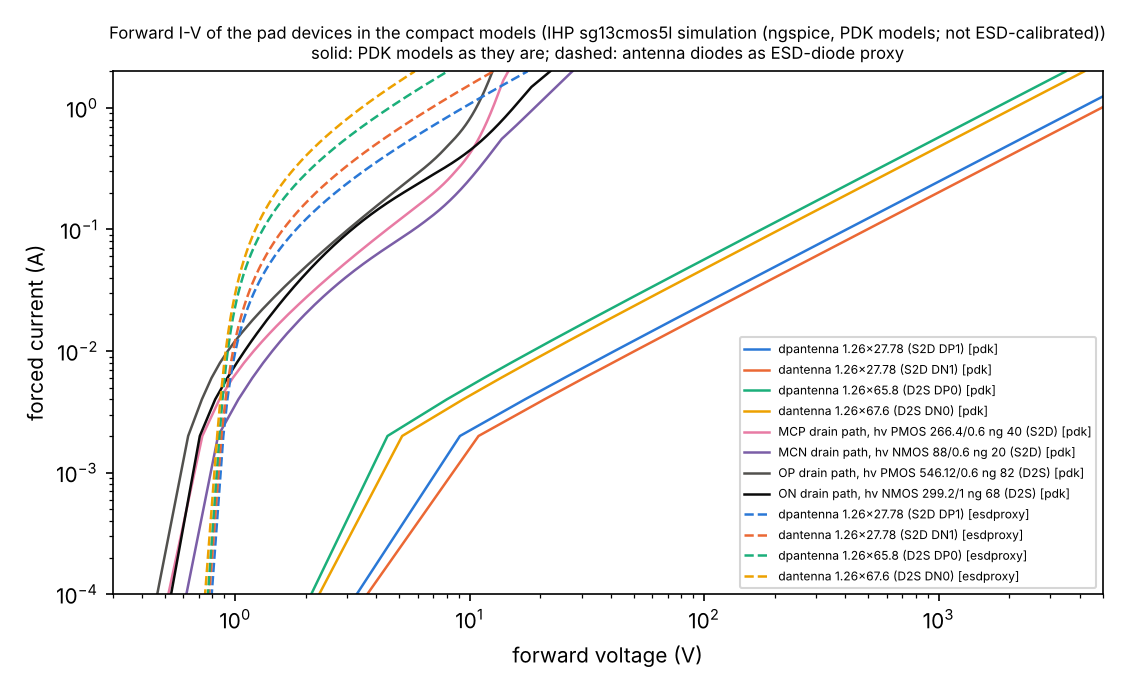 Forward I-V of the pad devices in the compact models (IHP sg13cmos5l simulation (ngspice, PDK models; not ESD-calibrated))
solid: PDK models as they are; dashed: antenna diodes as ESD-diode proxy
forced current (A)
10⁰
10⁻¹
10⁻²
10⁻³
10⁻⁴
dpantenna 1.26×27.78 (S2D DP1) [pdk]
dantenna 1.26×27.78 (S2D DN1) [pdk]
dpantenna 1.26×65.8 (D2S DP0) [pdk]
dantenna 1.26×67.6 (D2S DN0) [pdk]
MCP drain path, hv PMOS 266.4/0.6 ng 40 (S2D) [pdk]
MCN drain path, hv NMOS 88/0.6 ng 20 (S2D) [pdk]
OP drain path, hv PMOS 546.12/0.6 ng 82 (D2S) [pdk]
ON drain path, hv NMOS 299.2/1 ng 68 (D2S) [pdk]
dpantenna 1.26×27.78 (S2D DP1) [esdproxy]
dantenna 1.26×27.78 (S2D DN1) [esdproxy]
dpantenna 1.26×65.8 (D2S DP0) [esdproxy]
dantenna 1.26×67.6 (D2S DN0) [esdproxy]
10⁰ 10¹ 10² 10³
forward voltage (V)